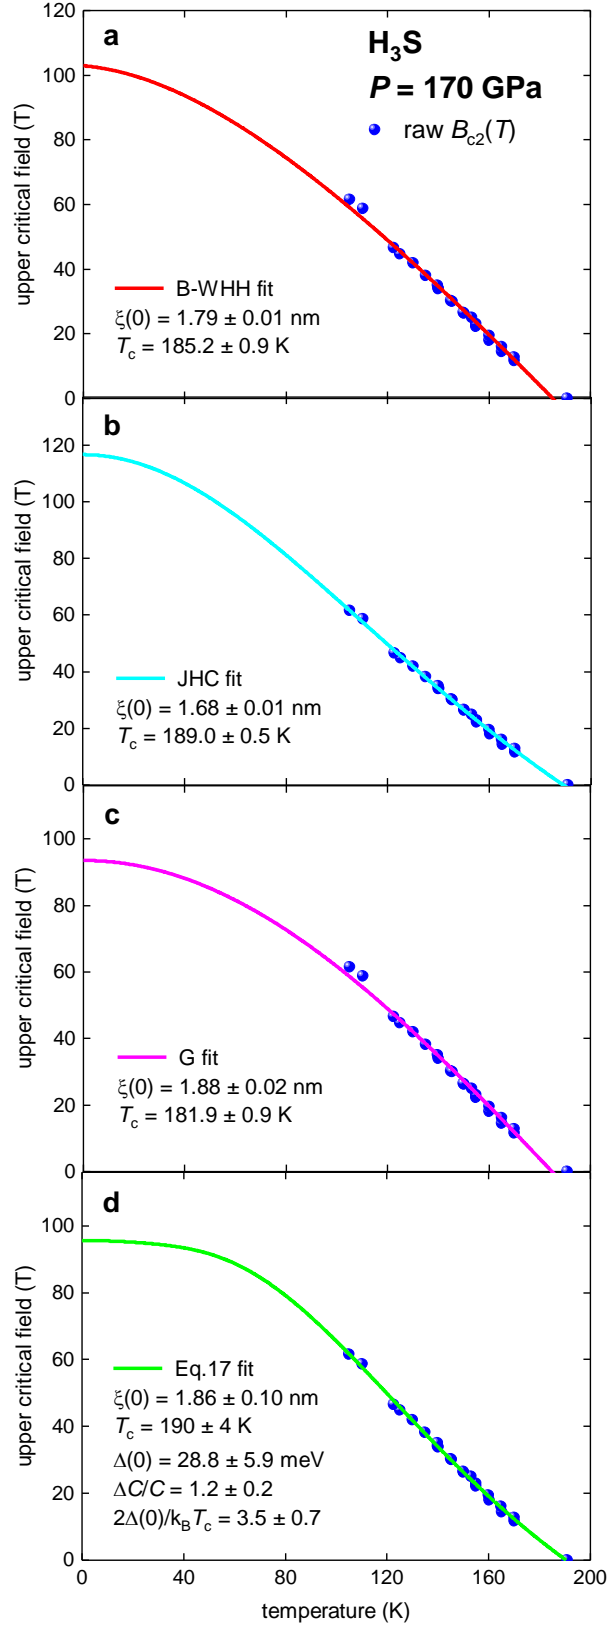 a
H₃S
P = 170 GPa
raw Bc2(T)
upper critical field (T)
120
100
80
60
40
20
0
B-WHH fit
ξ(0) = 1.79 ± 0.01 nm
Tc = 185.2 ± 0.9 K
b
upper critical field (T)
120
100
80
60
40
20
0
JHC fit
ξ(0) = 1.68 ± 0.01 nm
Tc = 189.0 ± 0.5 K
c
upper critical field (T)
100
80
60
40
20
0
G fit
ξ(0) = 1.88 ± 0.02 nm
Tc = 181.9 ± 0.9 K
d
upper critical field (T)
100
80
60
40
20
0
Eq.17 fit
ξ(0) = 1.86 ± 0.10 nm
Tc = 190 ± 4 K
Δ(0) = 28.8 ± 5.9 meV
ΔC/C = 1.2 ± 0.2
2Δ(0)/kBTc = 3.5 ± 0.7
0 40 80 120 160 200
temperature (K)